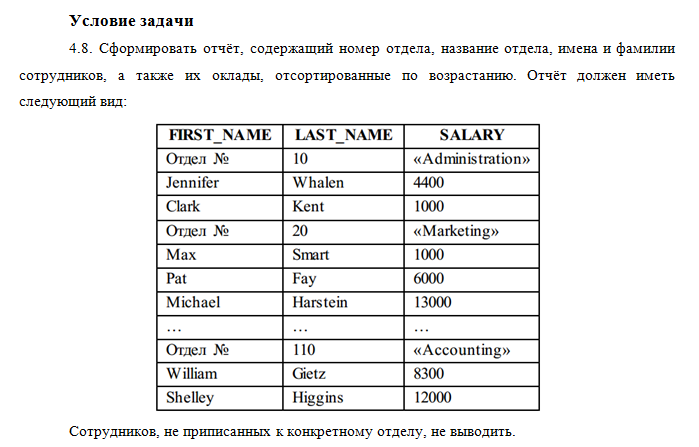 Условие задачи
4.8. Сформировать отчёт, содержащий номер отдела, название отдела, имена и фамилии
сотрудников, а также их оклады, отсортированные по возрастанию. Отчёт должен иметь
следующий вид:
FIRST_NAME LAST_NAME SALARY
Отдел № 10 «Administration»
Jennifer Whalen 4400
Clark Kent 1000
Отдел № 20 «Marketing»
Max Smart 1000
Pat Fay 6000
Michael Harstein 13000
... ... ...
Отдел № 110 «Accounting»
William Gietz 8300
Shelley Higgins 12000
Сотрудников, не приписанных к конкретному отделу, не выводить.